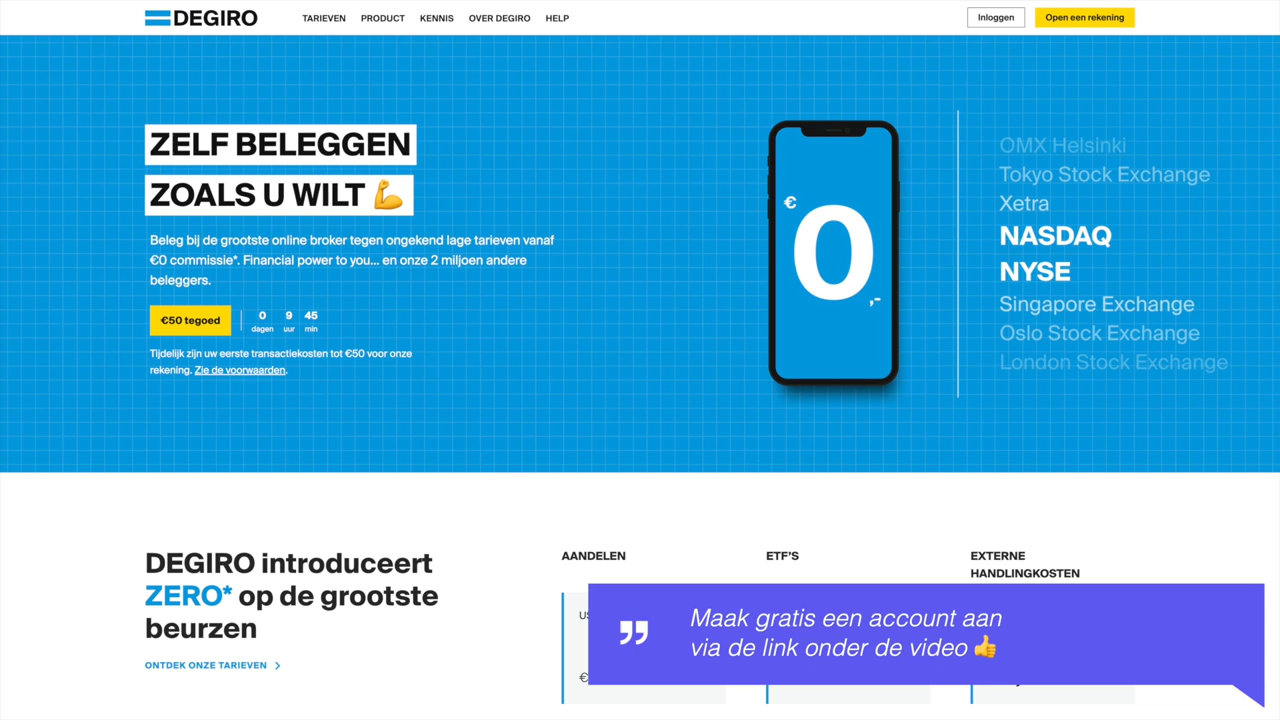 DEGIRO
TARIEVEN PRODUCT KENNIS OVER DEGIRO HELP
Inloggen
Open een rekening
ZELF BELEGGEN
ZOALS U WILT 💪
Beleg bij de grootste online broker tegen ongekend lage tarieven vanaf
€0 commissie*. Financial power to you... en onze 2 miljoen andere
beleggers.
€50 tegoed
0 9 45
dagen uur min
Tijdelijk zijn uw eerste transactiekosten tot €50 voor onze
rekening. Zie de voorwaarden.
€0,-
OMX Helsinki
Tokyo Stock Exchange
Xetra
NASDAQ
NYSE
Singapore Exchange
Oslo Stock Exchange
London Stock Exchange
DEGIRO introduceert
ZERO* op de grootste
beurzen
ONTDEK ONZE TARIEVEN
AANDELEN
ETF'S
EXTERNE
HANDLINGKOSTEN
Maak gratis een account aan
via de link onder de video 👍